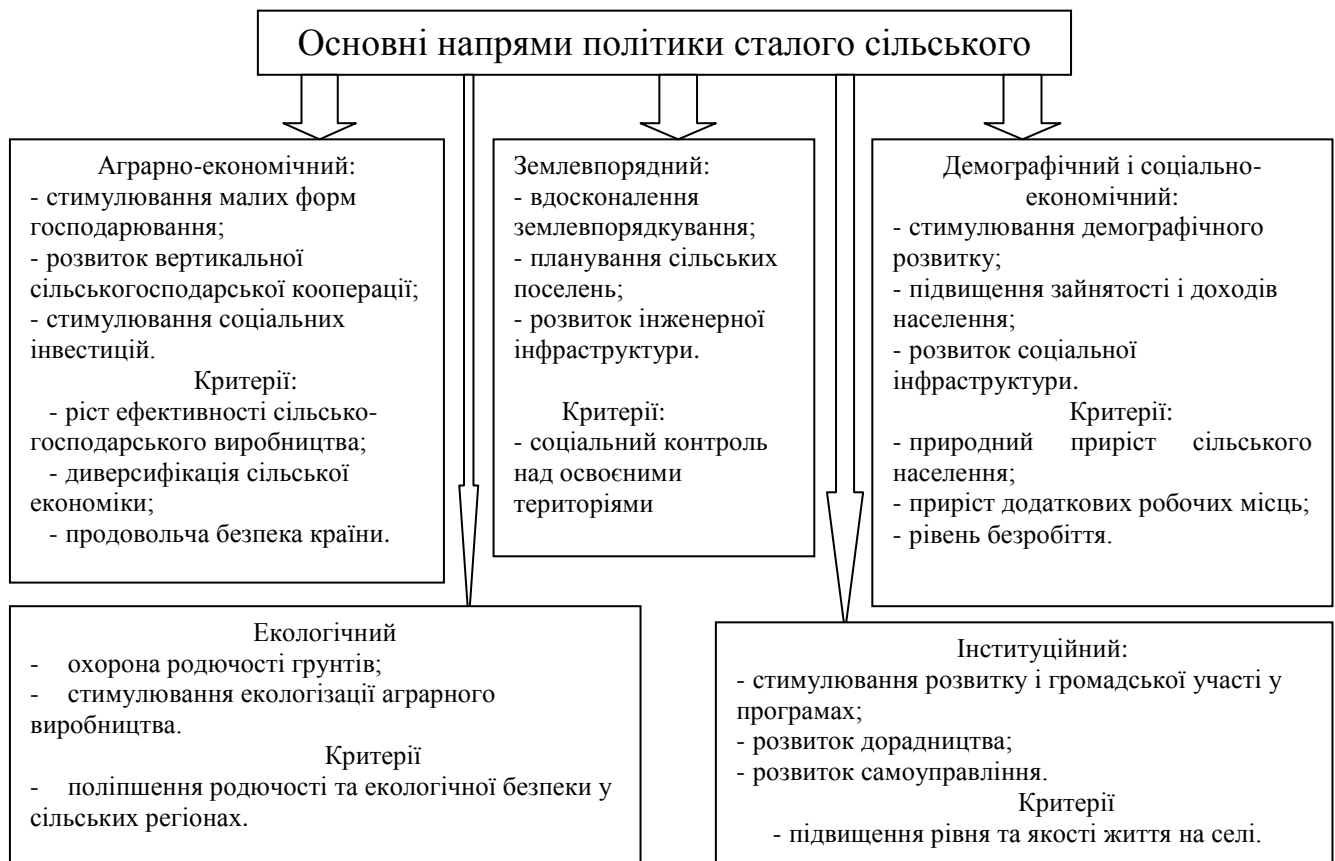 Основні напрями політики сталого сільського
Аграрно-економічний:
- стимулювання малих форм
господарювання;
- розвиток вертикальної
сільськогосподарської кооперації;
- стимулювання соціальних
інвестицій.
Критерії:
- ріст ефективності сільсько-
господарського виробництва;
- диверсифікація сільської
економіки;
- продовольча безпека країни.
Землевпорядний:
- вдосконалення
землевпорядкування;
- планування сільських
поселень;
- розвиток інженерної
інфраструктури.
Критерії:
- соціальний контроль
над освоєними
територіями
Демографічний і соціально-
економічний:
- стимулювання демографічного
розвитку;
- підвищення зайнятості і доходів
населення;
- розвиток соціальної
інфраструктури.
Критерії:
- природний приріст сільського
населення;
- приріст додаткових робочих місць;
- рівень безробіття.
Екологічний
- охорона родючості грунтів;
- стимулювання екологізації аграрного
виробництва.
Критерії
- поліпшення родючості та екологічної безпеки у
сільських регіонах.
Інституційний:
- стимулювання розвитку і громадської участі у
програмах;
- розвиток дорадництва;
- розвиток самоуправління.
Критерії
- підвищення рівня та якості життя на селі.